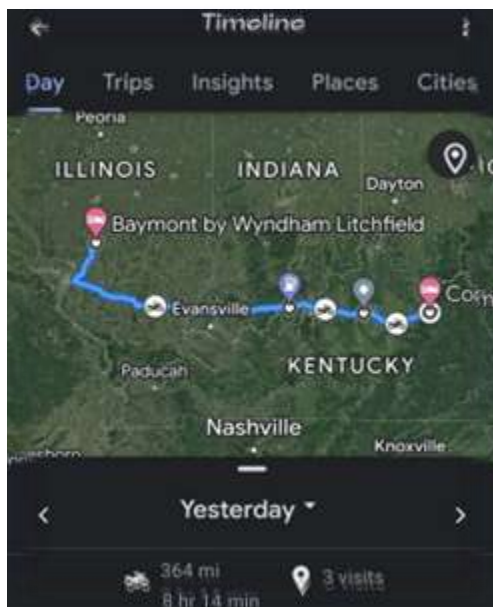 Timeline
Day Trips Insights Places Cities
Peoria
ILLINOIS INDIANA
Dayton
Baymont by Wyndham Litchfield
Com
Evansville
KENTUCKY
Paducah
Nashville
Knoxville
Yesterday
364 mi 3 visits
8 hr 14 min